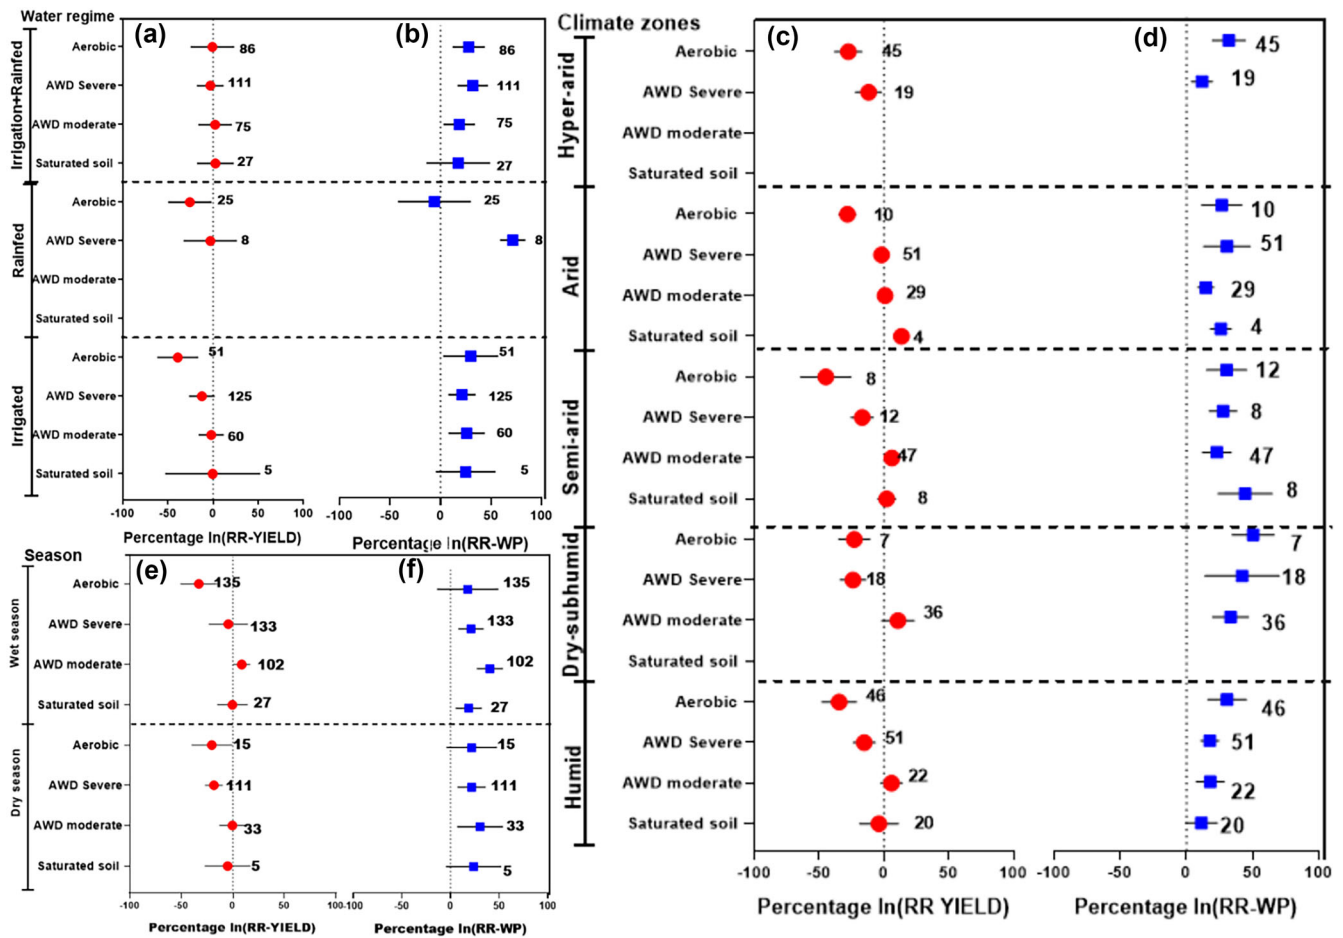 Water regime
(a)
(b)
Irrigation+Rainfed
Aerobic
86
86
AWD Severe
111
111
AWD moderate
75
75
Saturated soil
27
27
Rainfed
Aerobic
25
25
AWD Severe
8
8
AWD moderate
Saturated soil
Irrigated
Aerobic
51
51
AWD Severe
125
125
AWD moderate
60
60
Saturated soil
5
5
-100 -50 0 50 100
-100 -50 0 50 100
Percentage ln(RR-YIELD)
Percentage ln(RR-WP)
Season
(e)
(f)
Wet season
Aerobic
135
135
AWD Severe
133
133
AWD moderate
102
102
Saturated soil
27
27
Dry season
Aerobic
15
15
AWD Severe
111
111
AWD moderate
33
33
Saturated soil
5
5
-100 -50 0 50 100
-100 -50 0 50 100
Percentage ln(RR-YIELD)
Percentage ln(RR-WP)
Climate zones
(c)
(d)
Hyper-arid
Aerobic
45
45
AWD Severe
19
19
AWD moderate
Saturated soil
Arid
Aerobic
10
10
AWD Severe
51
51
AWD moderate
29
29
Saturated soil
4
4
Semi-arid
Aerobic
8
12
AWD Severe
12
8
AWD moderate
47
47
Saturated soil
8
8
Dry-subhumid
Aerobic
7
7
AWD Severe
18
18
AWD moderate
36
36
Saturated soil
Humid
Aerobic
46
46
AWD Severe
51
51
AWD moderate
22
22
Saturated soil
20
20
-100 -50 0 50 100
-100 -50 0 50 100
Percentage ln(RR YIELD)
Percentage ln(RR-WP)